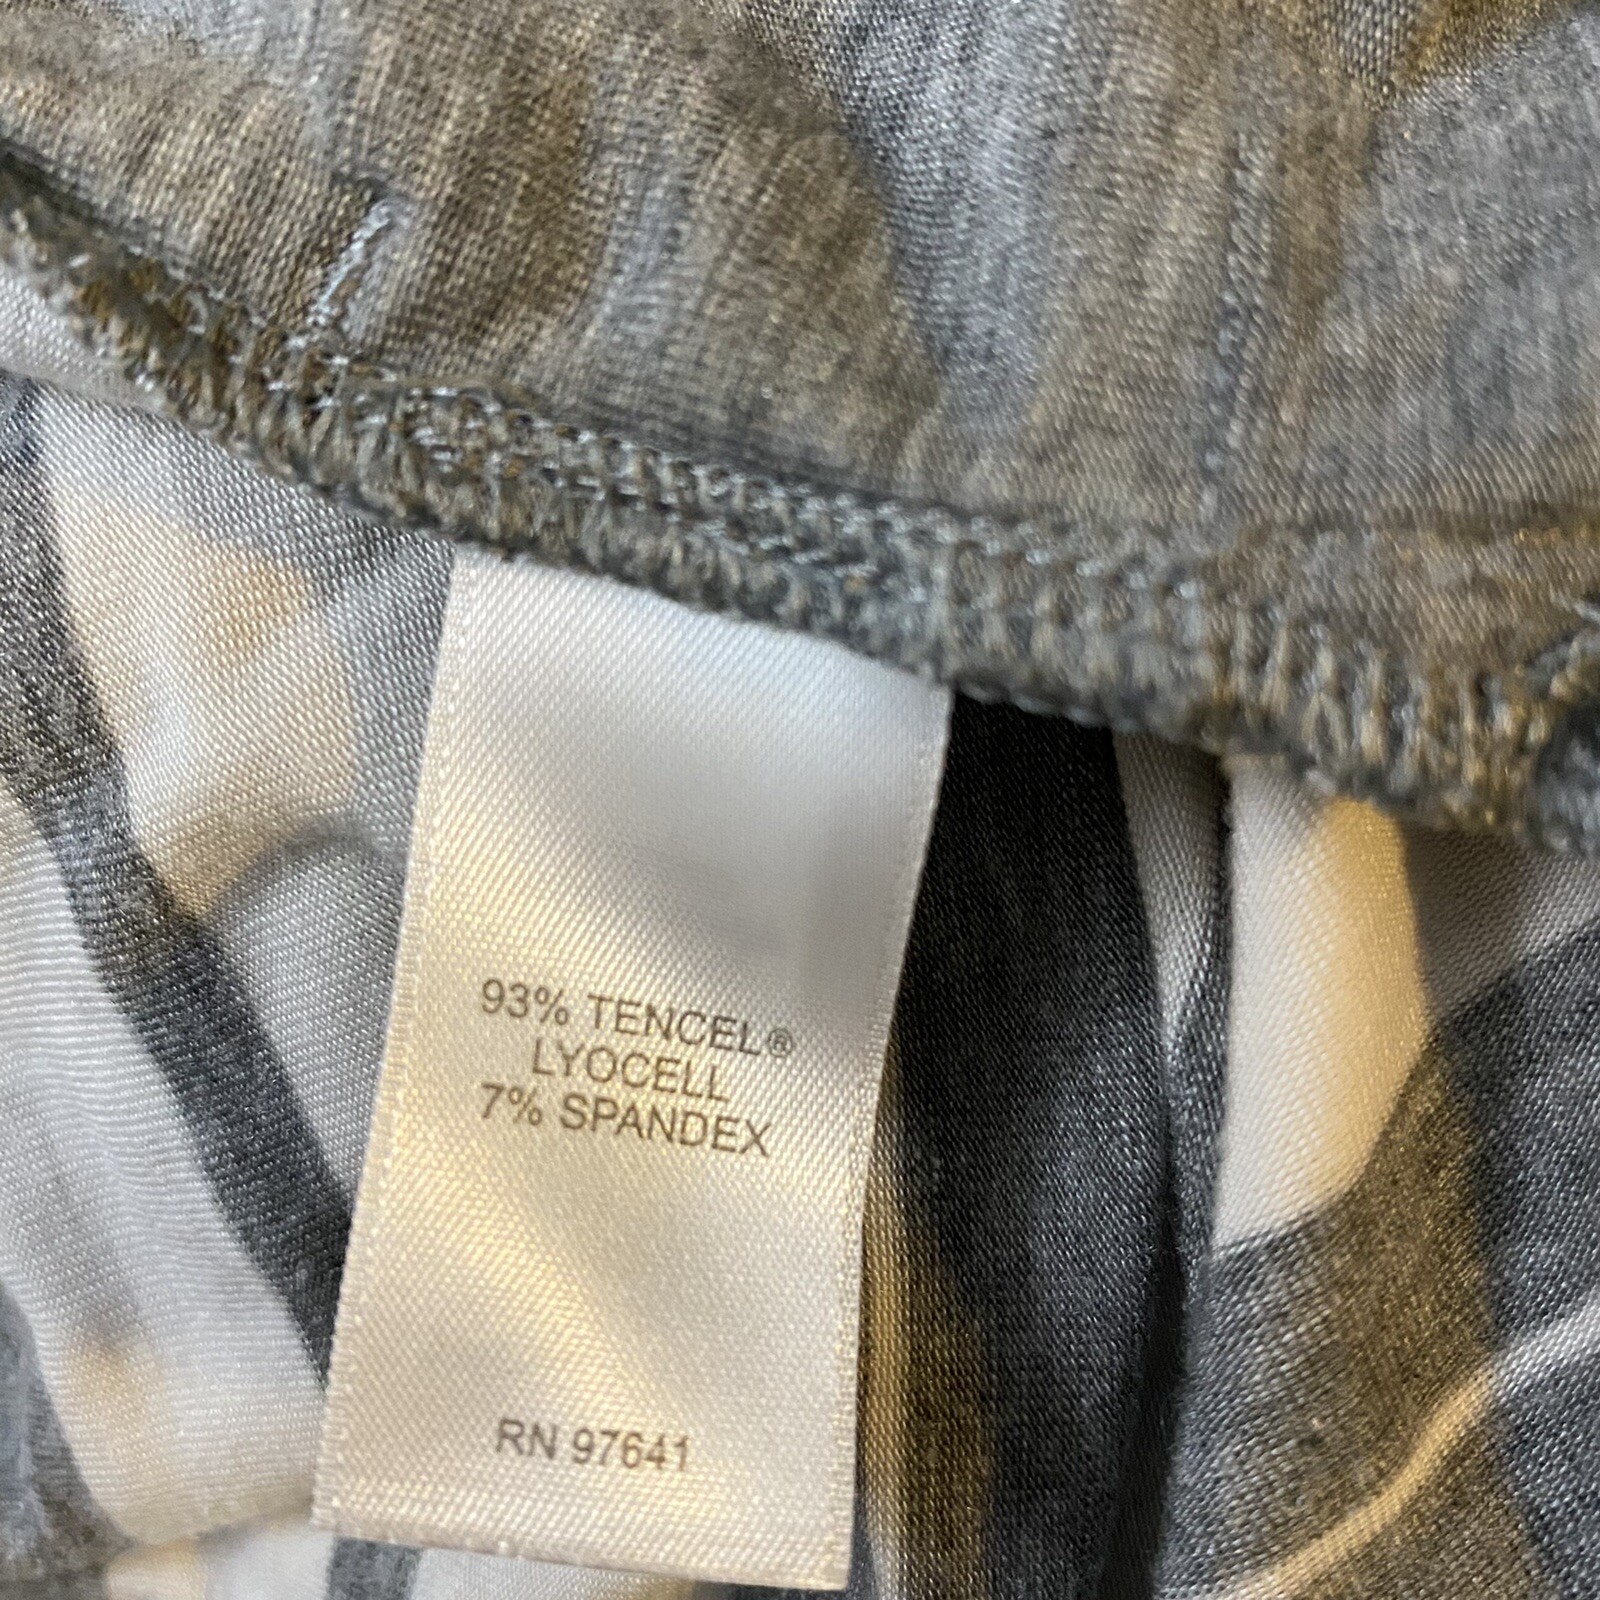 93% TENCEL®
LYOCELL
7% SPANDEX
RN 97641